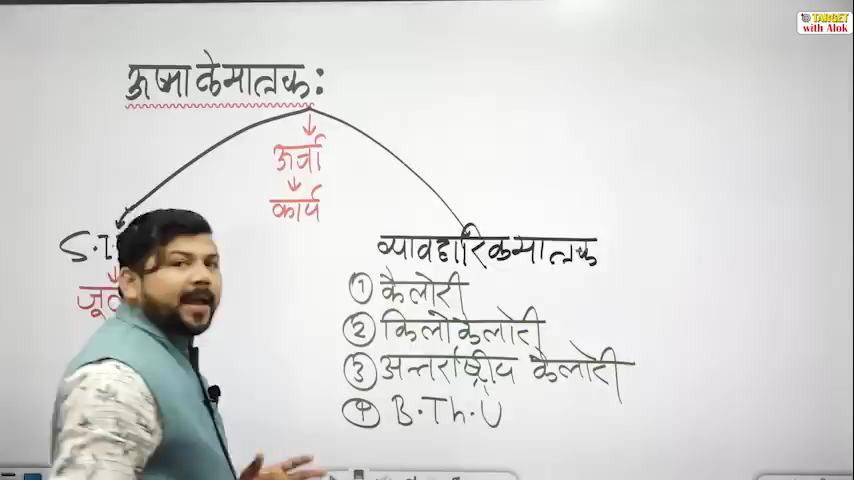 TARGET
with Alok
ऊष्मा के मात्रक:
ऊर्जा
कार्य
S.I
व्यावहारिक मात्रक
① कैलोरी
② किलो कैलोरी
③ अन्तर्राष्ट्रीय कैलोरी
④ B.Th.U